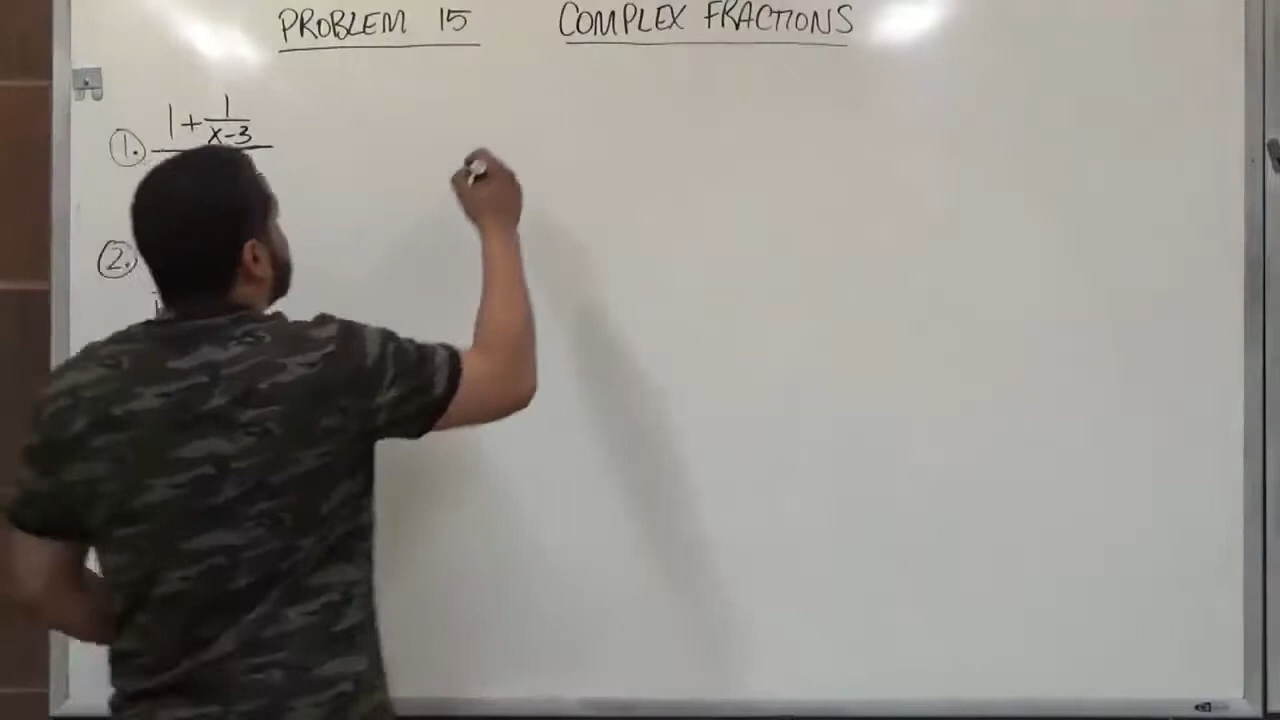 PROBLEM 15 COMPLEX FRACTIONS
1. 1 + 1/(x-3)
2.